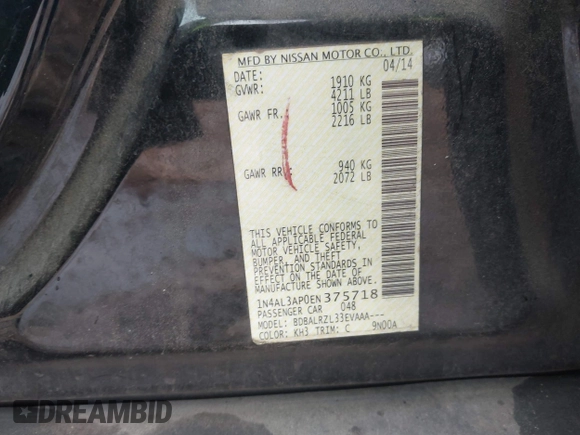 MFD BY NISSAN MOTOR CO., LTD.
DATE: 04/14
GVWR: 1910 KG
4211 LB
GAWR FR. 1005 KG
2216 LB
GAWR RR. 940 KG
2072 LB
THIS VEHICLE CONFORMS TO
ALL APPLICABLE FEDERAL
MOTOR VEHICLE SAFETY,
BUMPER, AND THEFT
PREVENTION STANDARDS IN
EFFECT ON THE DATE OF
MANUFACTURE SHOWN ABOVE.
1N4AL3AP0EN375718
PASSENGER CAR 048
MODEL: BDBALRZL33EVAAA---
COLOR: KH3 TRIM: C 9N00A
DREAMBID